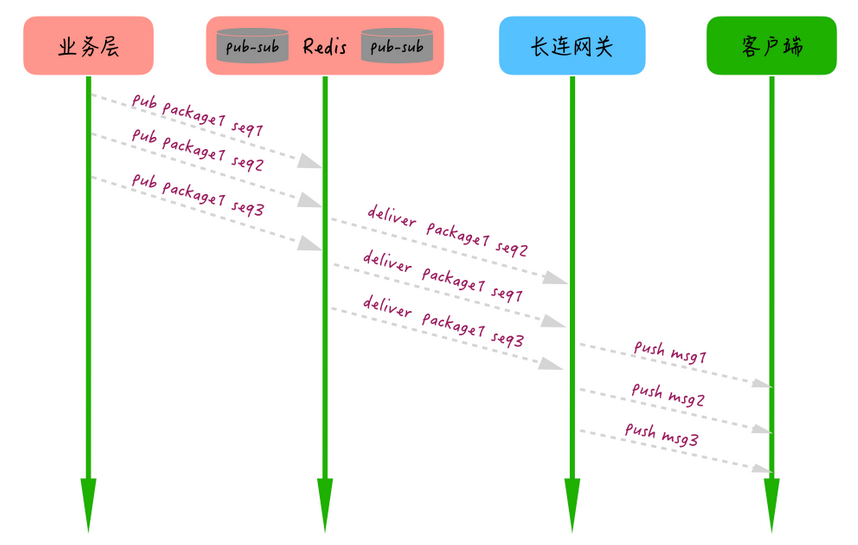 业务层
pub-sub Redis pub-sub
长连网关
客户端
pub package1 seq1
pub package1 seq2
pub package1 seq3
deliver package1 seq2
deliver package1 seq1
deliver package1 seq3
push msg1
push msg2
push msg3